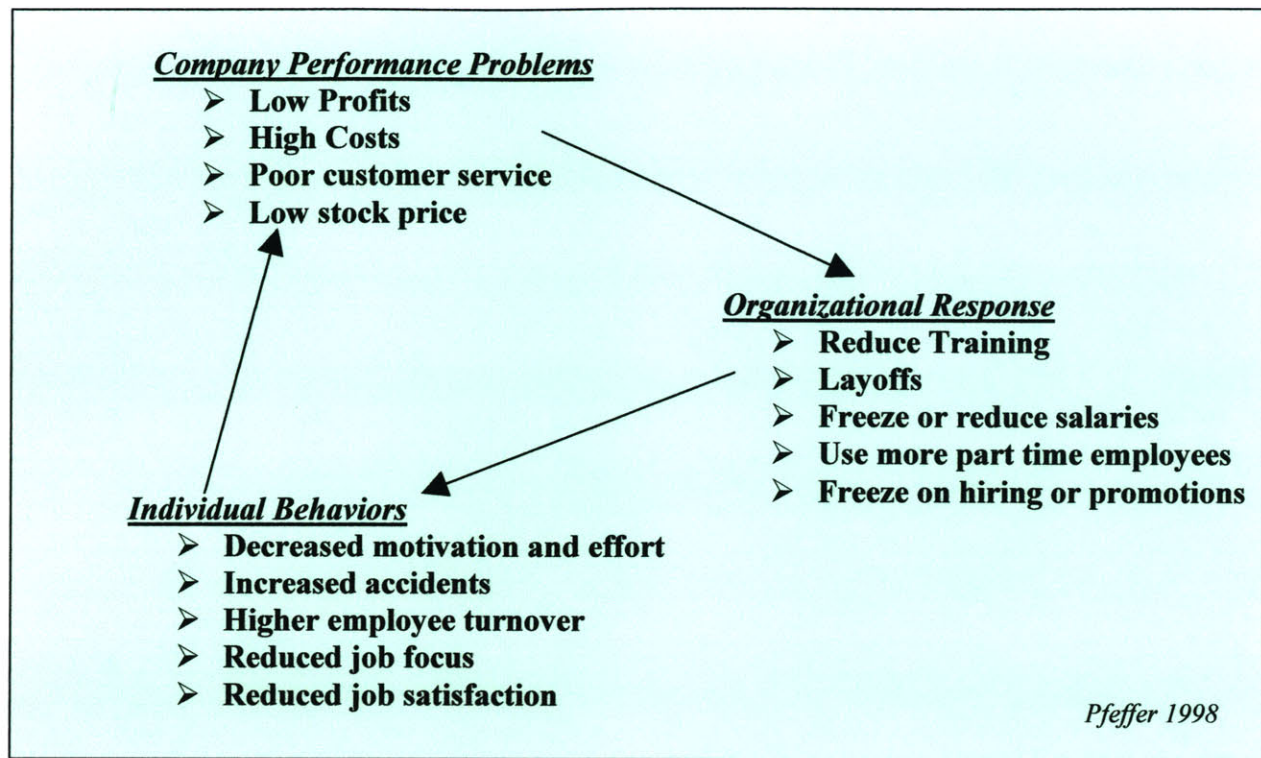 Company Performance Problems
➢ Low Profits
➢ High Costs
➢ Poor customer service
➢ Low stock price
Organizational Response
➢ Reduce Training
➢ Layoffs
➢ Freeze or reduce salaries
➢ Use more part time employees
➢ Freeze on hiring or promotions
Individual Behaviors
➢ Decreased motivation and effort
➢ Increased accidents
➢ Higher employee turnover
➢ Reduced job focus
➢ Reduced job satisfaction
Pfeffer 1998